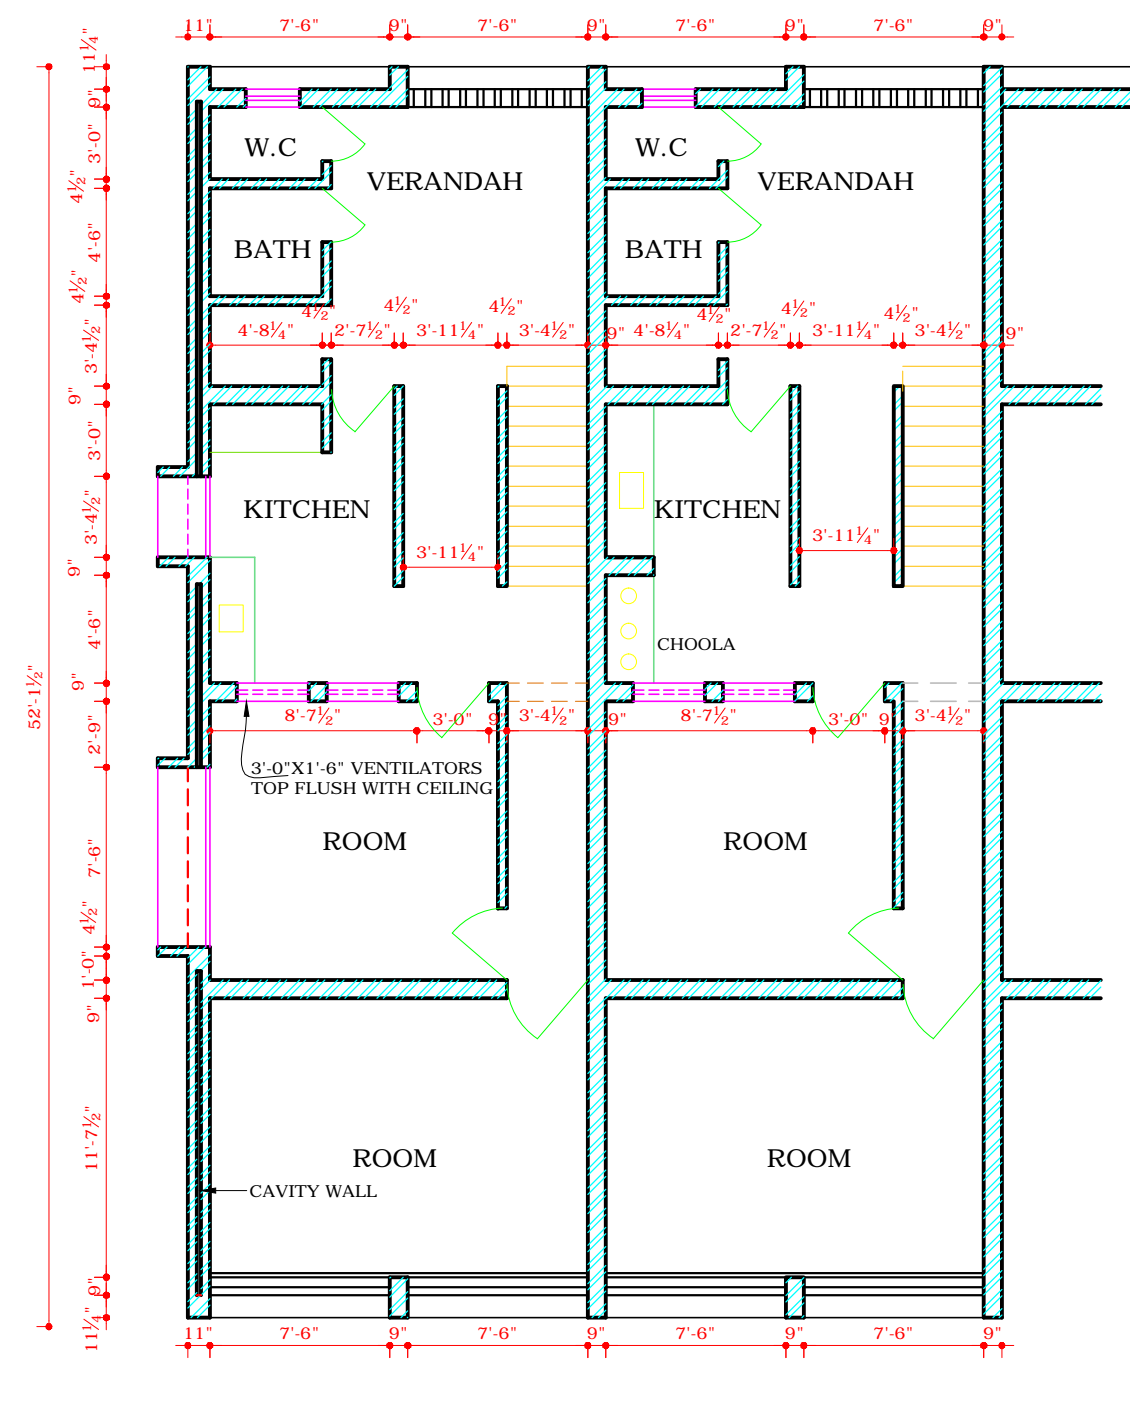 11" 7'-6" 9" 7'-6" 9" 7'-6" 9" 7'-6" 9"
11¼"
9"
3'-0"
4½"
4'-6"
4½"
3'-4½"
9"
3'-0"
3'-4½"
9"
4'-6"
9"
2'-9"
7'-6"
4½"
1'-0"
9"
11'-7½"
9"
11¼"
52'-1½"
W.C W.C
VERANDAH VERANDAH
BATH BATH
4½" 4½" 4½" 4½" 4½" 4½"
4'-8¼" 2'-7½" 3'-11¼" 3'-4½" 9" 4'-8¼" 2'-7½" 3'-11¼" 3'-4½" 9"
KITCHEN KITCHEN
3'-11¼" 3'-11¼"
CHOOLA
8'-7½" 3'-0" 9" 3'-4½" 9" 8'-7½" 3'-0" 9" 3'-4½"
3'-0"X1'-6" VENTILATORS
TOP FLUSH WITH CEILING
ROOM ROOM
ROOM ROOM
CAVITY WALL
11" 7'-6" 9" 7'-6" 9" 7'-6" 9" 7'-6" 9"